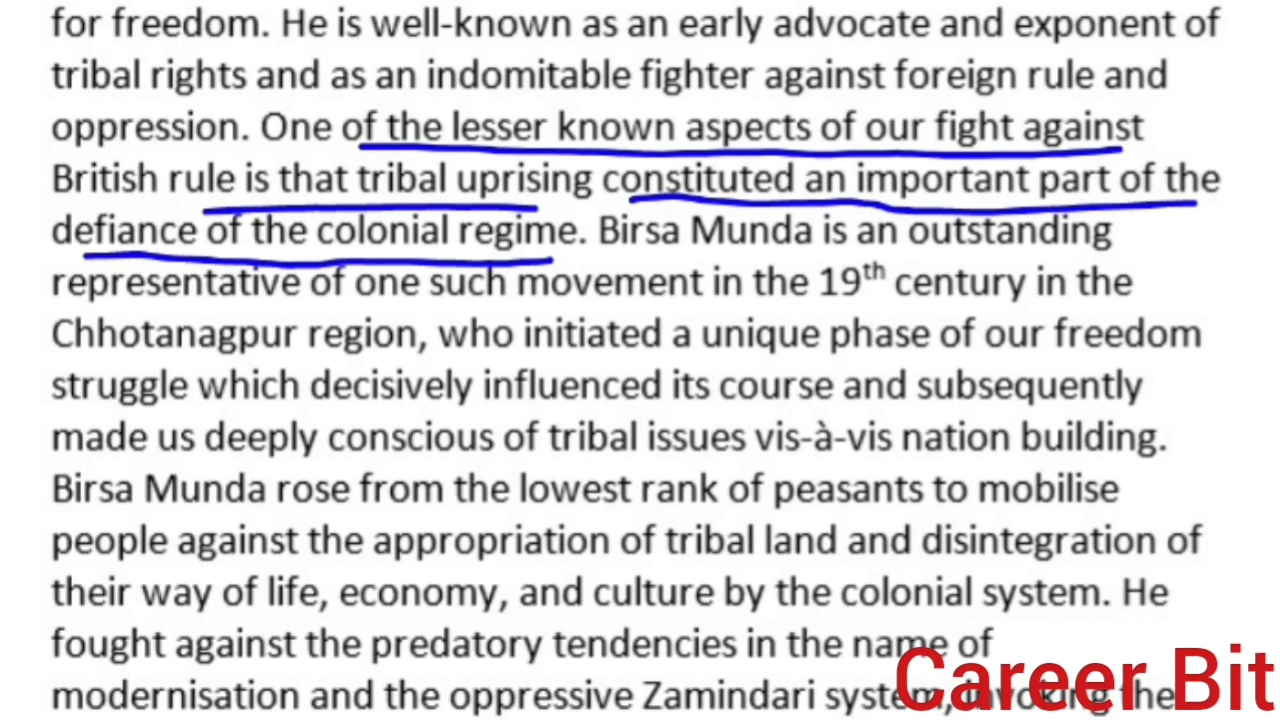 for freedom. He is well-known as an early advocate and exponent of
tribal rights and as an indomitable fighter against foreign rule and
oppression. One of the lesser known aspects of our fight against
British rule is that tribal uprising constituted an important part of the
defiance of the colonial regime. Birsa Munda is an outstanding
representative of one such movement in the 19th century in the
Chhotanagpur region, who initiated a unique phase of our freedom
struggle which decisively influenced its course and subsequently
made us deeply conscious of tribal issues vis-à-vis nation building.
Birsa Munda rose from the lowest rank of peasants to mobilise
people against the appropriation of tribal land and disintegration of
their way of life, economy, and culture by the colonial system. He
fought against the predatory tendencies in the name of
modernisation and the oppressive Zamindari system, invoking the
Career Bit